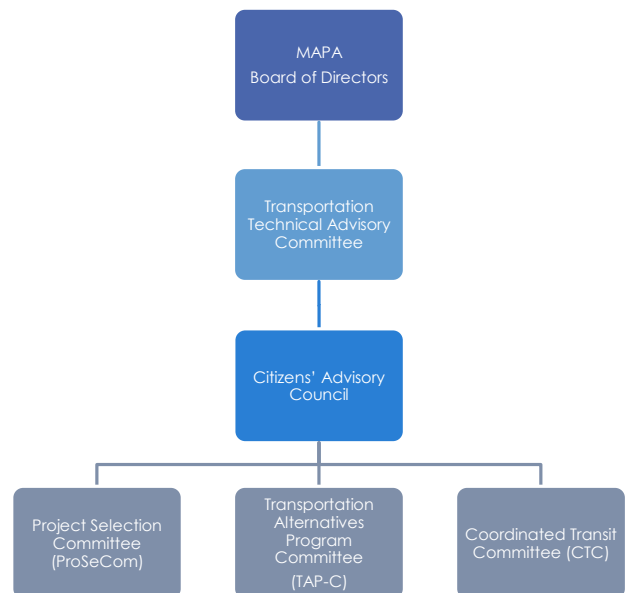 MAPA
Board of Directors
Transportation
Technical Advisory
Committee
Citizens’ Advisory
Council
Project Selection
Committee
(ProSeCom)
Transportation
Alternatives
Program
Committee
(TAP-C)
Coordinated Transit
Committee (CTC)